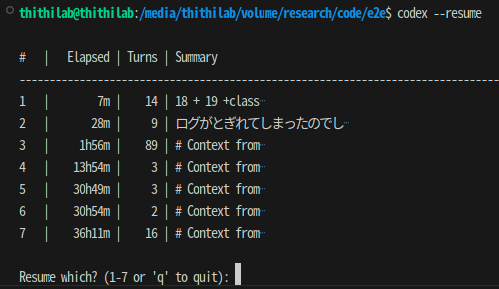 thithilab@thithilab:/media/thithilab/volume/research/code/e2e$ codex --resume
# | Elapsed | Turns | Summary
--------------------------------------------------------------------------------
1 | 7m | 14 | 18 + 19 +class…
2 | 28m | 9 | ログがとぎれてしまったのでし…
3 | 1h56m | 89 | # Context from…
4 | 13h54m | 3 | # Context from…
5 | 30h49m | 3 | # Context from…
6 | 30h54m | 2 | # Context from…
7 | 36h11m | 16 | # Context from…
Resume which? (1-7 or 'q' to quit):